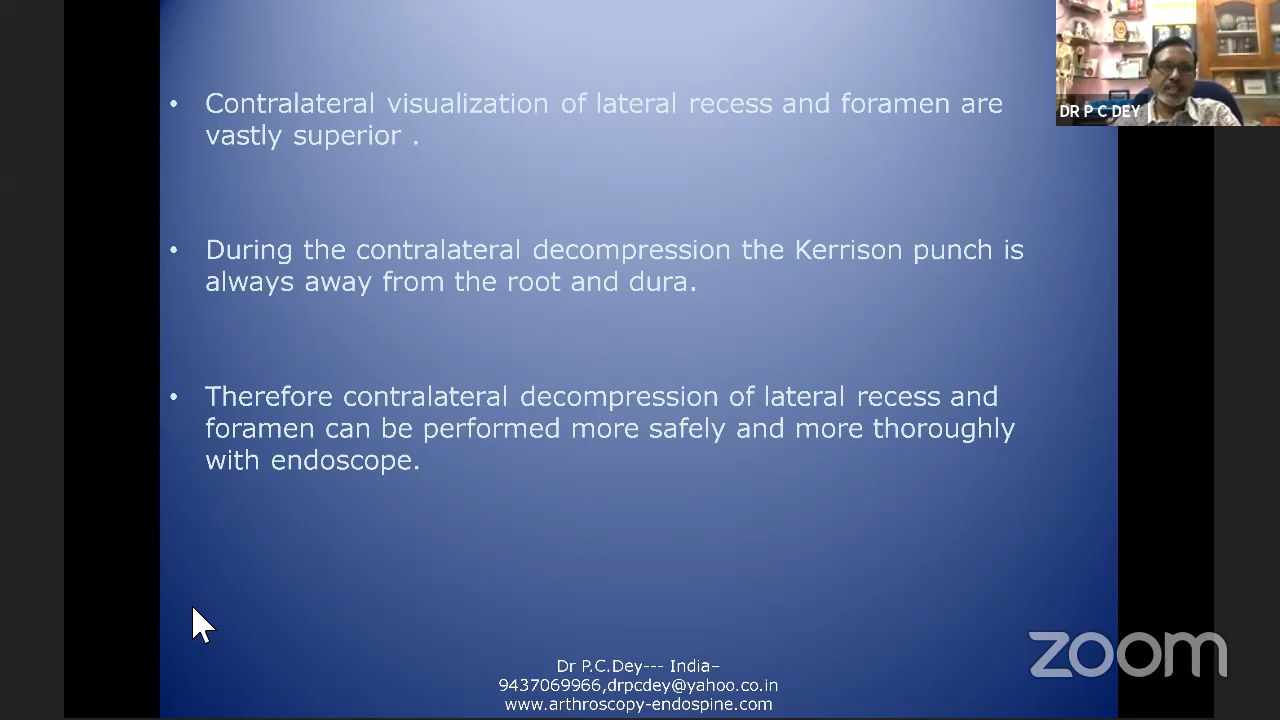 • Contralateral visualization of lateral recess and foramen are
vastly superior .
• During the contralateral decompression the Kerrison punch is
always away from the root and dura.
• Therefore contralateral decompression of lateral recess and
foramen can be performed more safely and more thoroughly
with endoscope.
Dr P.C.Dey--- India–
9437069966,drpcdey@yahoo.co.in
www.arthroscopy-endospine.com
DR P C DEY
zoom